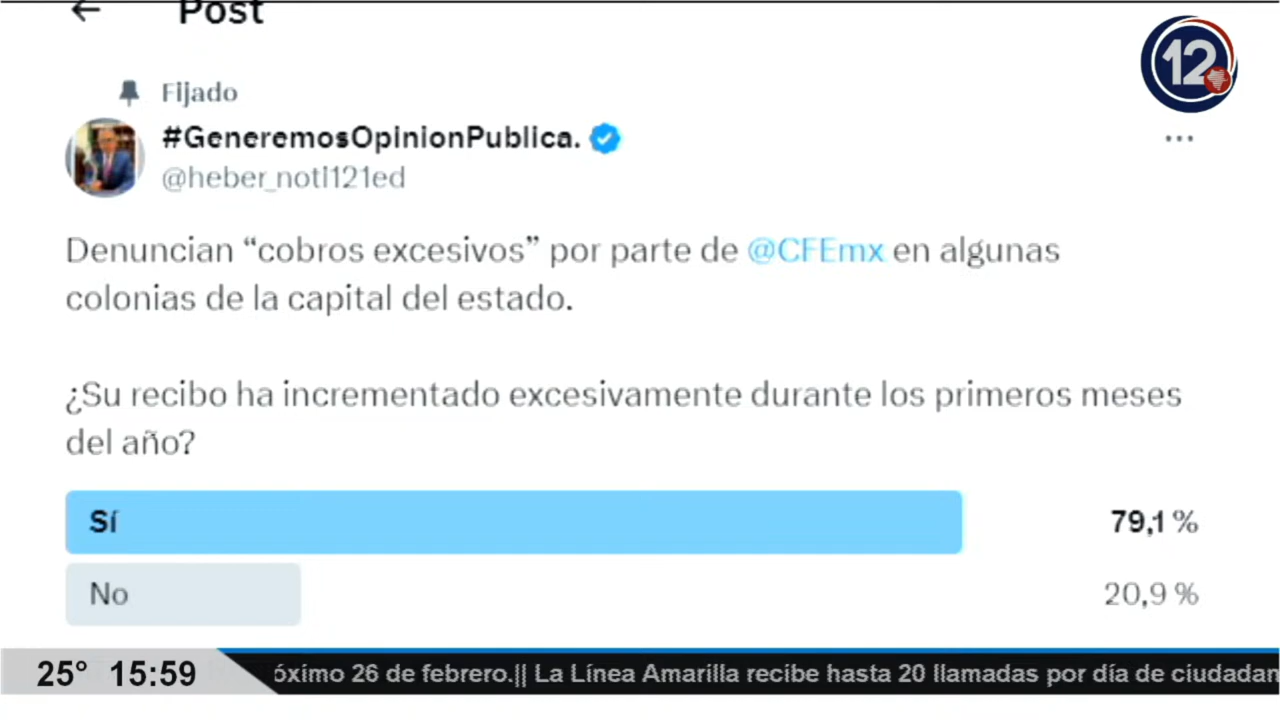 Post
12
Fijado
#GeneremosOpinionPublica.
@heber_noti121ed
Denuncian “cobros excesivos” por parte de @CFEmx en algunas
colonias de la capital del estado.
¿Su recibo ha incrementado excesivamente durante los primeros meses
del año?
Sí 79,1 %
No 20,9 %
25° 15:59 óximo 26 de febrero.|| La Línea Amarilla recibe hasta 20 llamadas por día de ciudadan